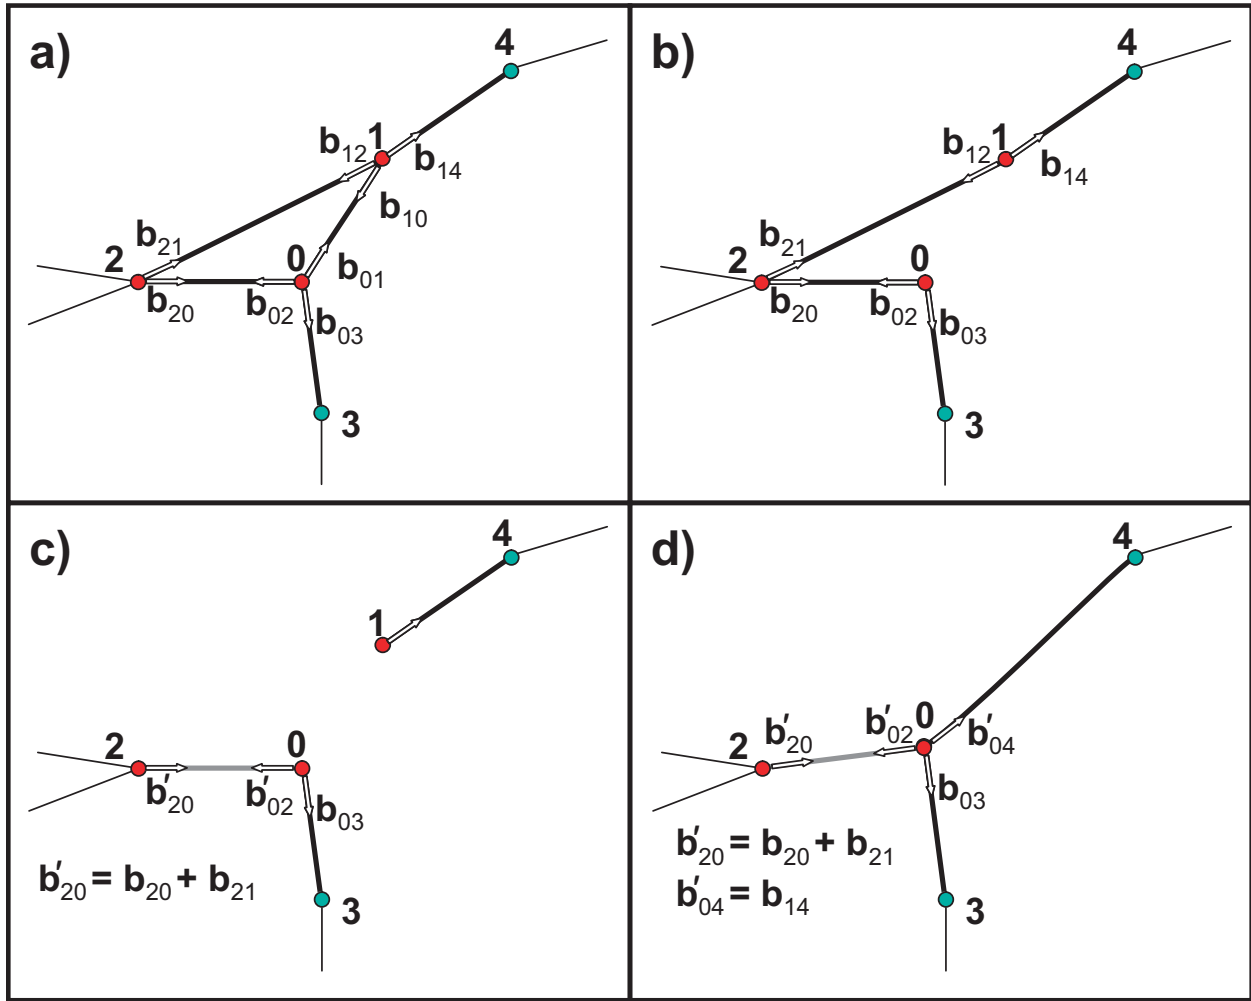 a)
4
b₁₂ 1
b₁₄
b₁₀
b₂₁
2
0
b₀₁
b₂₀ b₀₂
b₀₃
3
b)
4
b₁₂ 1
b₁₄
b₂₁
2
0
b₂₀ b₀₂
b₀₃
3
c)
4
1
2
0
b′₂₀ b′₀₂
b₀₃
b′₂₀ = b₂₀ + b₂₁
3
d)
4
0
b′₂₀ b′₀₂
b′₀₄
2
b₀₃
b′₂₀ = b₂₀ + b₂₁
b′₀₄ = b₁₄
3